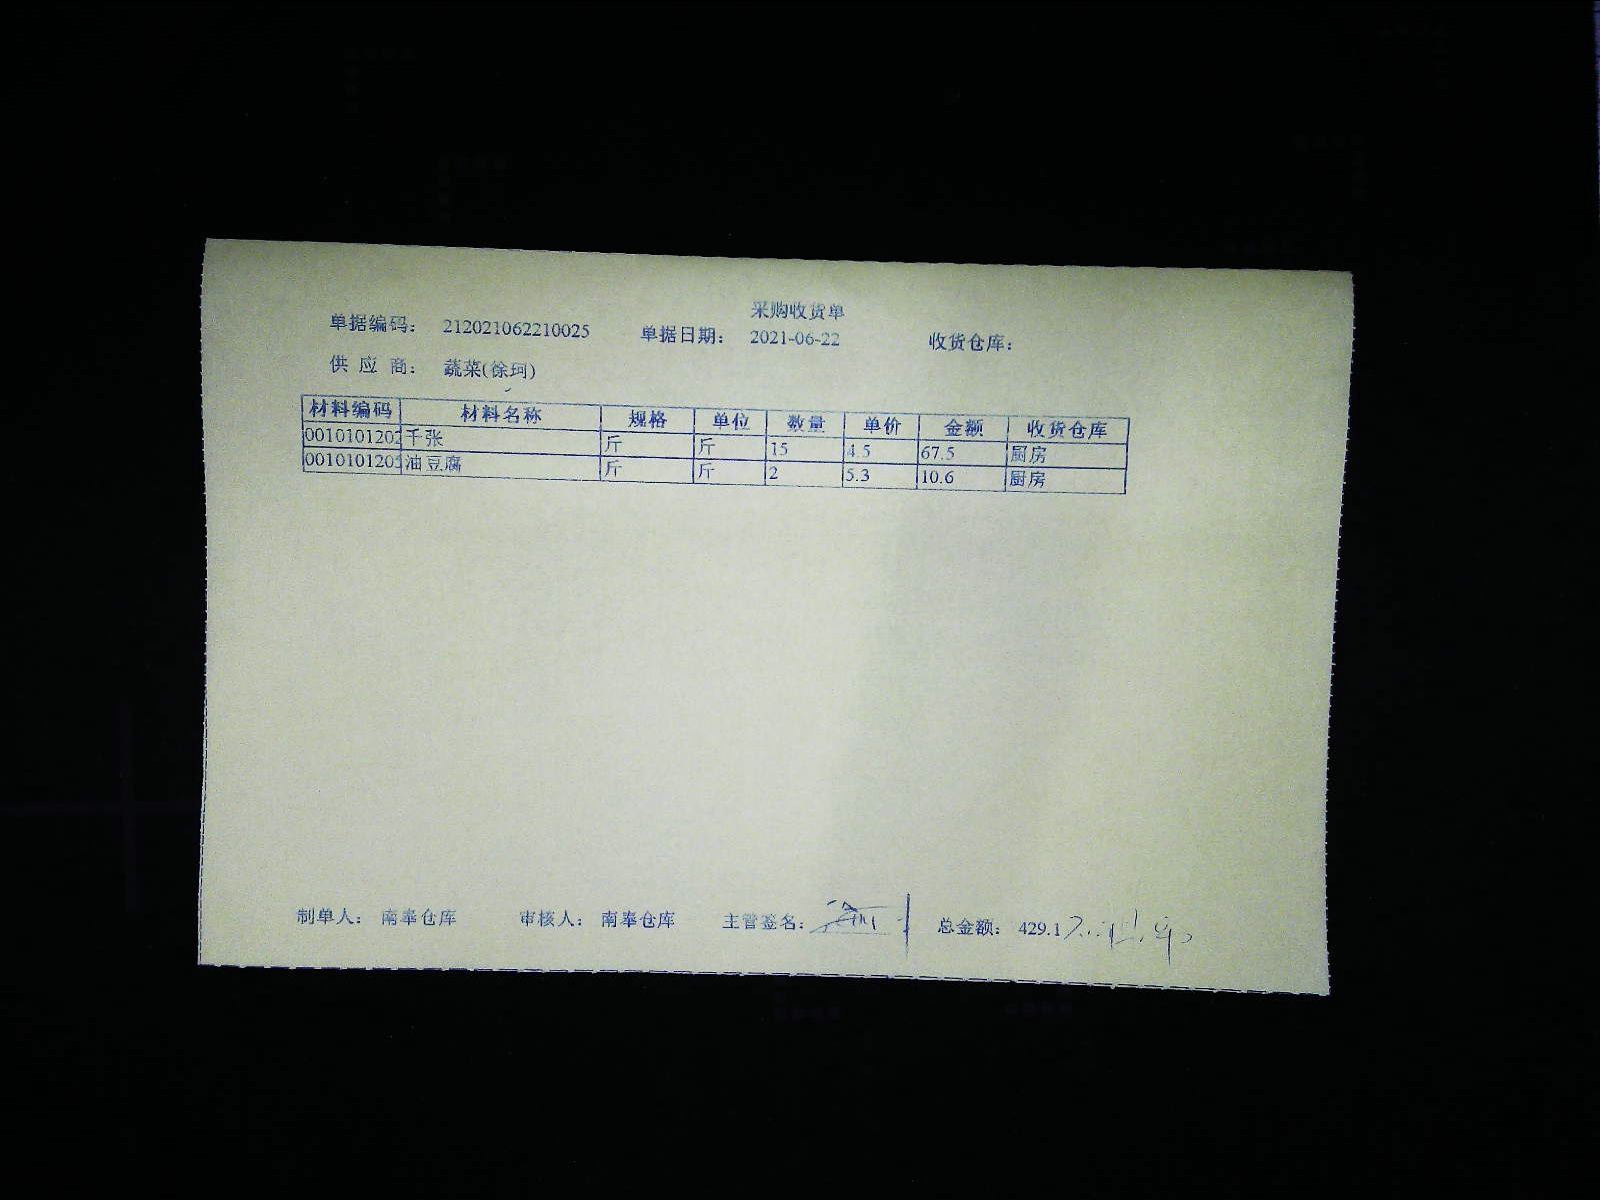 采购收货单
单据编码： 212021062210025 单据日期： 2021-06-22 收货仓库：
供 应 商： 蔬菜(徐珂)
材料编码 材料名称 规格 单位 数量 单价 金额 收货仓库
0010101202 千张 斤 斤 15 4.5 67.5 厨房
001010120 油豆腐 斤 斤 2 5.3 10.6 厨房
制单人： 南奉仓库 审核人： 南奉仓库 主管签名： 总金额： 429.1